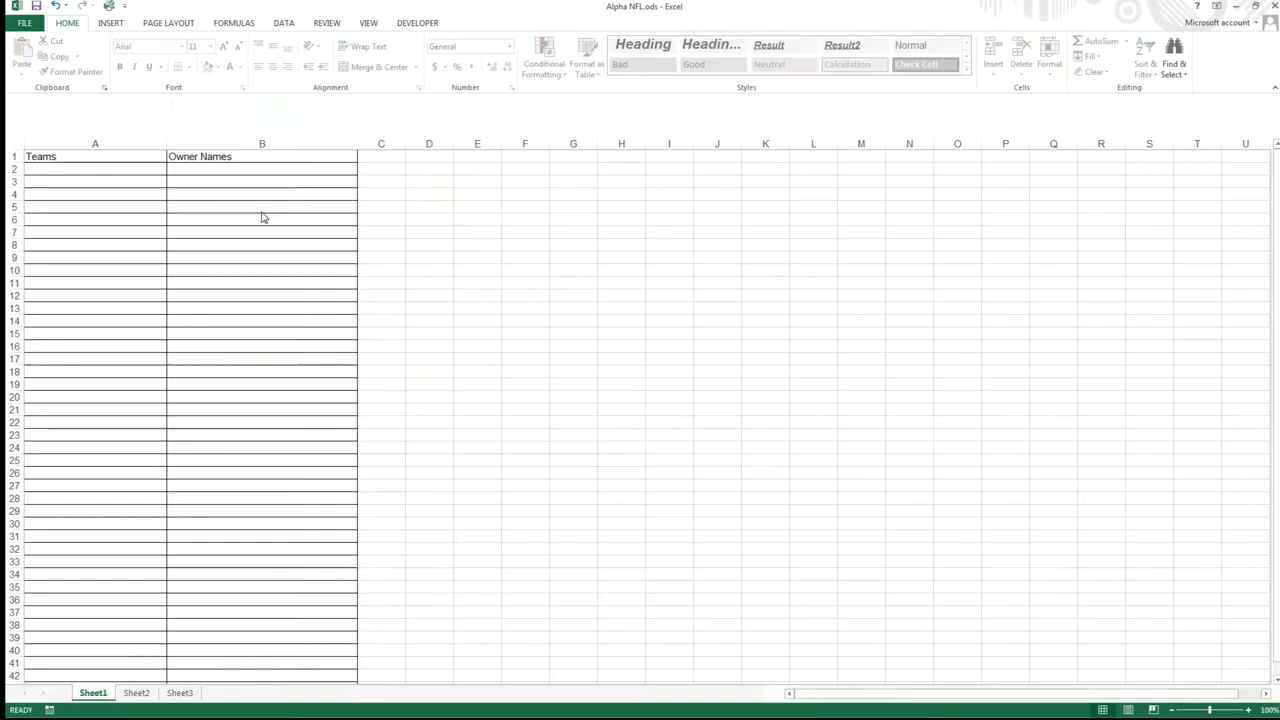 Alpha NFL.ods - Excel
FILE HOME INSERT PAGE LAYOUT FORMULAS DATA REVIEW VIEW DEVELOPER Microsoft account
Paste
Cut
Copy
Format Painter
Clipboard
Arial 11
B I U
Font
Wrap Text
Merge & Center
Alignment
General
$ % ,
Number
Conditional Formatting
Format as Table
Heading Headin... Result Result2 Normal
Bad Good Neutral Calculation Check Cell
Styles
Insert Delete Format
Cells
AutoSum
Fill
Clear
Sort & Filter
Find & Select
Editing
A B C D E F G H I J K L M N O P Q R S T U
1 Teams Owner Names
2
3
4
5
6
7
8
9
10
11
12
13
14
15
16
17
18
19
20
21
22
23
24
25
26
27
28
29
30
31
32
33
34
35
36
37
38
39
40
41
42
Sheet1 Sheet2 Sheet3
READY 100%